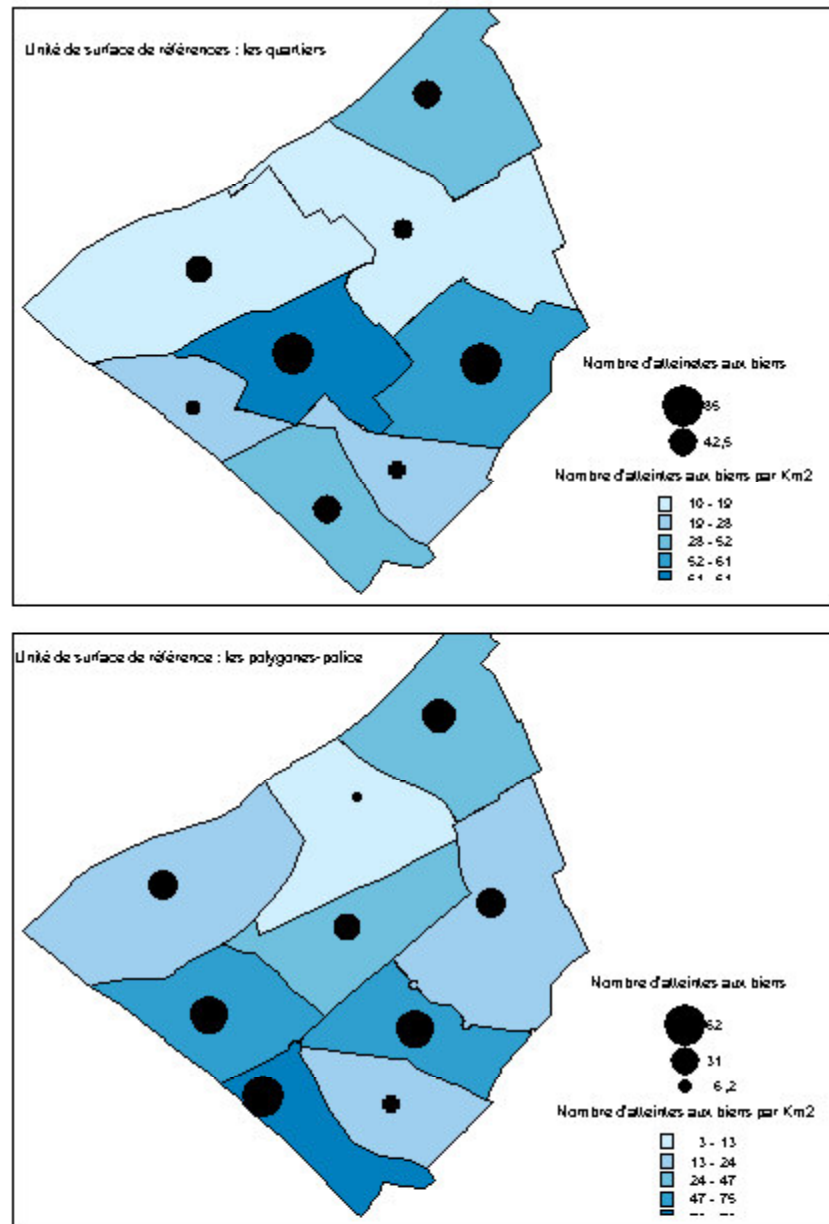 Unité de surface de références : les quartiers
Nombre d'atteinetes aux biens
85
42,5
Nombre d'atteintes aux biens par Km2
10 - 19
19 - 28
28 - 52
52 - 61
61 - 61
Unité de surface de référence : les polygones-police
Nombre d'atteintes aux biens
62
31
6,2
Nombre d'atteintes aux biens par Km2
3 - 13
13 - 24
24 - 47
47 - 75